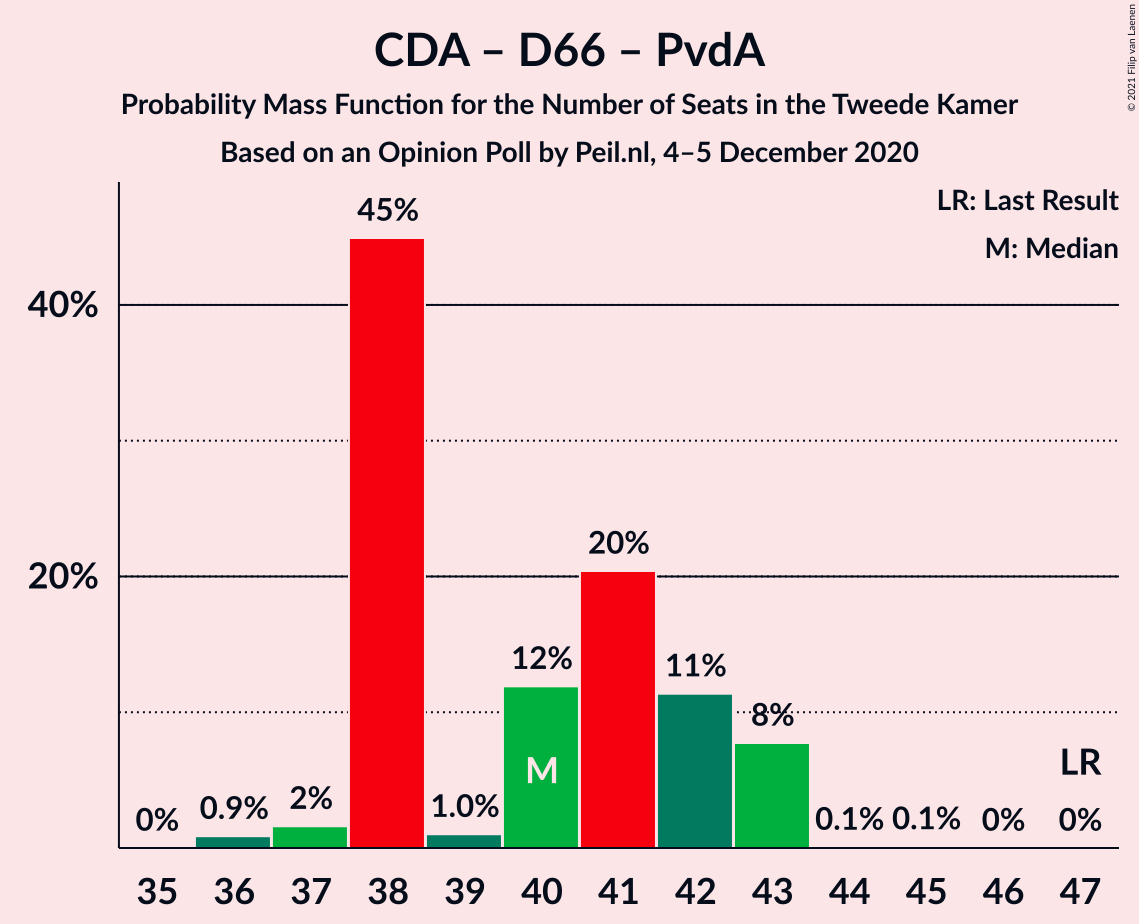 CDA – D66 – PvdA
Probability Mass Function for the Number of Seats in the Tweede Kamer
Based on an Opinion Poll by Peil.nl, 4–5 December 2020
© 2021 Filip van Laenen
LR: Last Result
M: Median
45%
40%
20%
20%
12%
11%
8%
M
LR
0% 0.9% 2% 1.0% 0.1% 0.1% 0% 0%
35 36 37 38 39 40 41 42 43 44 45 46 47